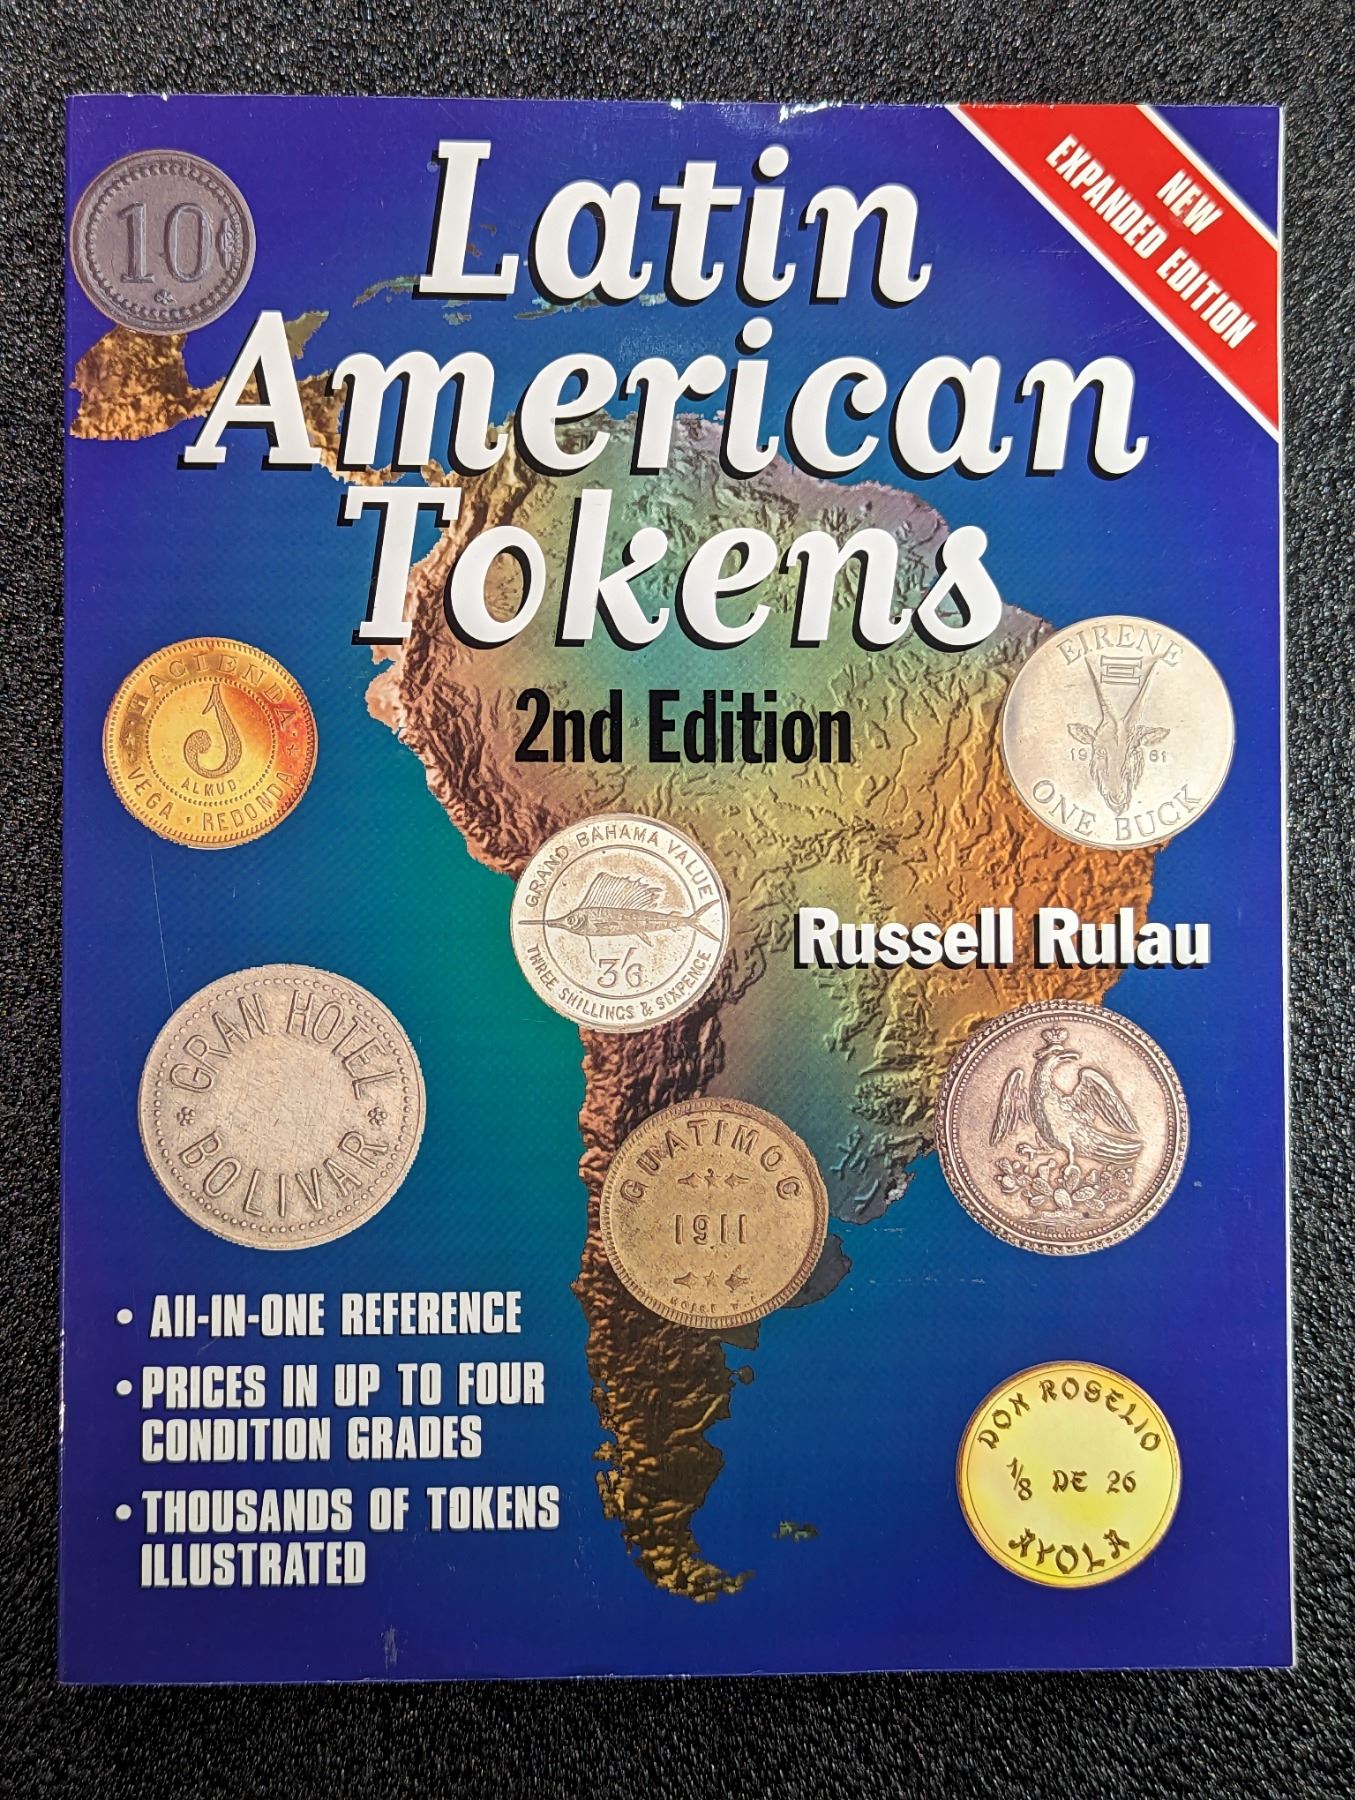 Latin
American
Tokens
2nd Edition
Russell Rulau
NEW
EXPANDED EDITION
10
HACIENDA
J
ALMUD
VEGA · REDONDA
EIRENE
1961
ONE BUCK
GRAND BAHAMA VALUE
3/6
THREE SHILLINGS & SIXPENCE
GRAN HOTEL
BOLIVAR
GUATIMOC
1911
DON ROSELIO
1/8 DE 26
AYOLA
• All-IN-ONE REFERENCE
• PRICES IN UP TO FOUR
CONDITION GRADES
• THOUSANDS OF TOKENS
ILLUSTRATED